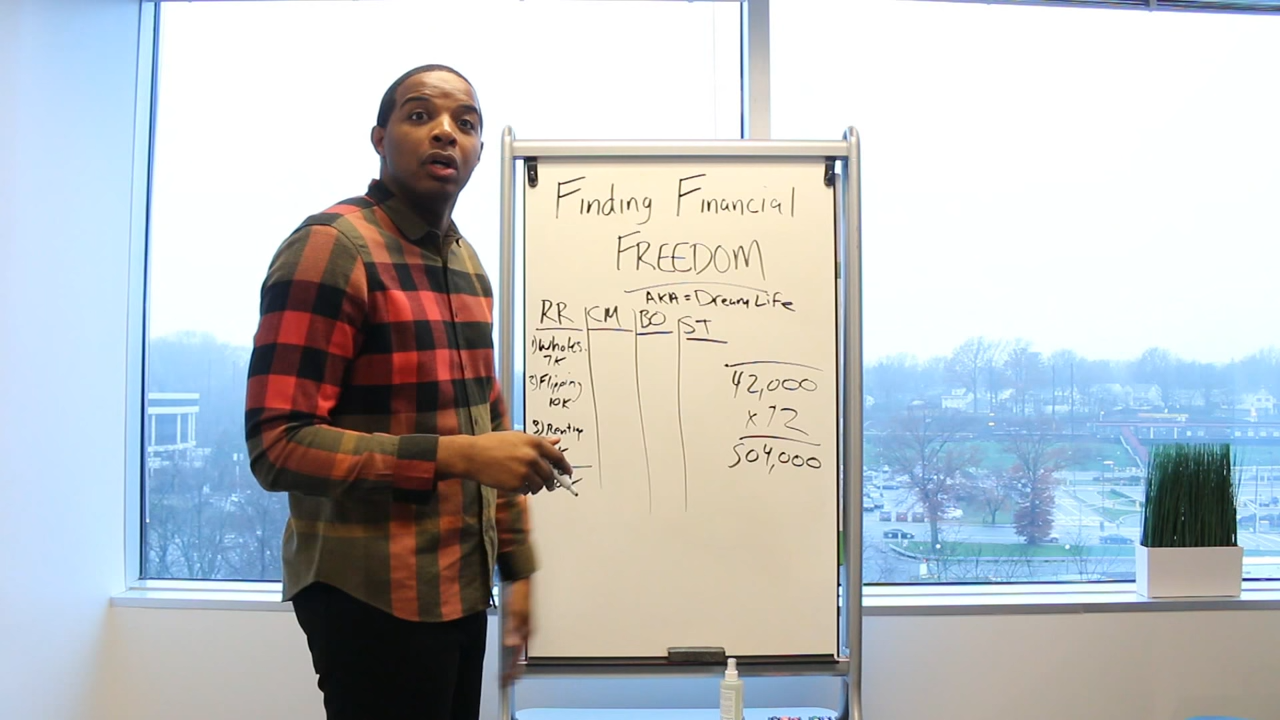 Finding Financial
FREEDOM
AKA = Dream Life
RR CM BO ST
1) Wholes.
7K
2) Flipping
10K
3) Renting
K
42,000
x 12
504,000